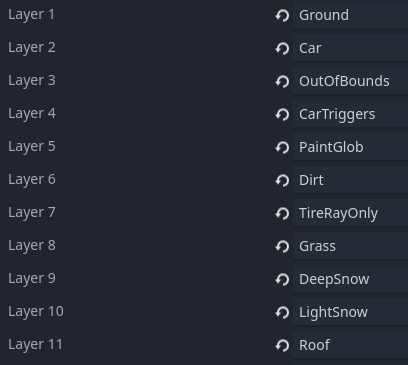 Layer 1 Ground
Layer 2 Car
Layer 3 OutOfBounds
Layer 4 CarTriggers
Layer 5 PaintGlob
Layer 6 Dirt
Layer 7 TireRayOnly
Layer 8 Grass
Layer 9 DeepSnow
Layer 10 LightSnow
Layer 11 Roof